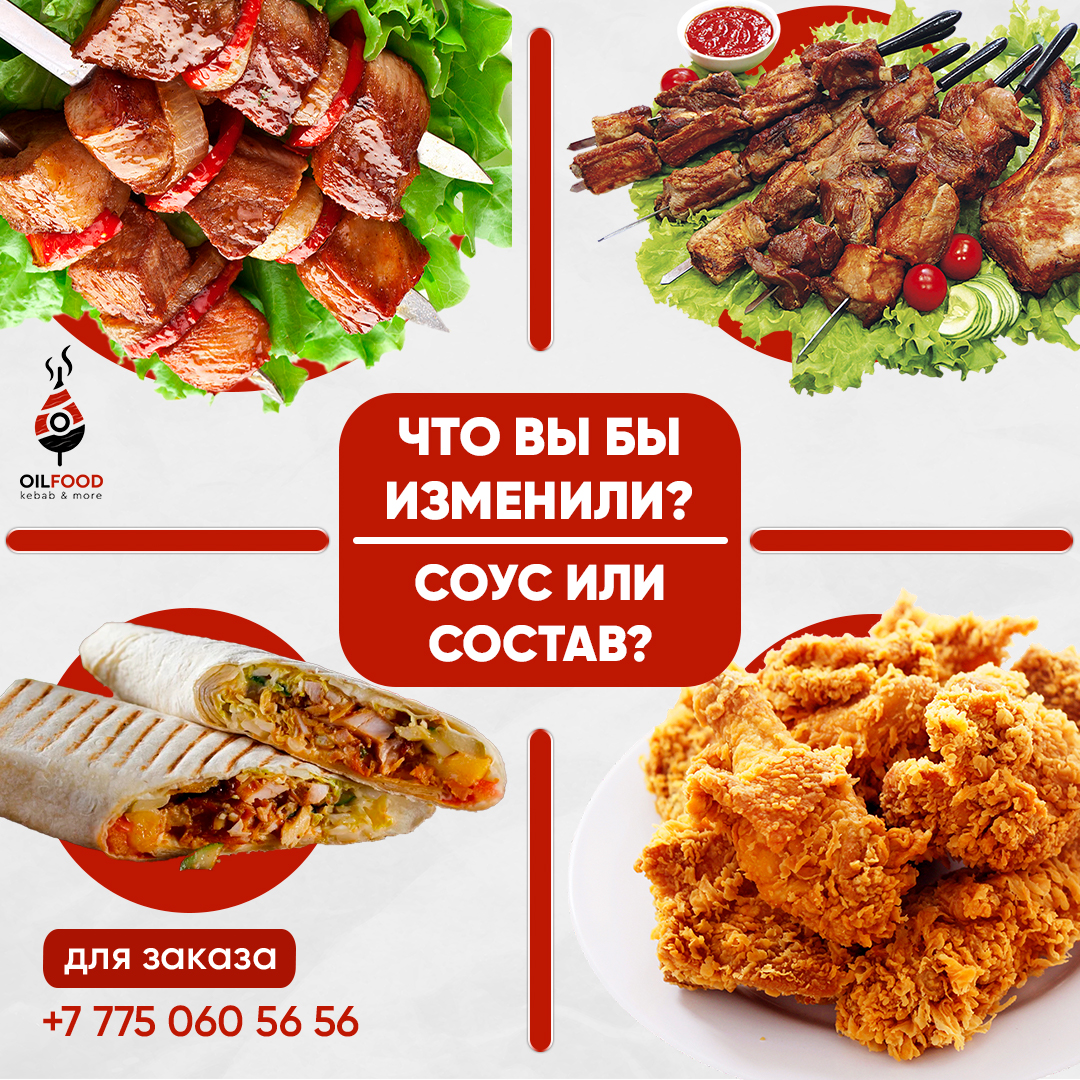 OILFOOD
kebab & more
ЧТО ВЫ БЫ
ИЗМЕНИЛИ?
СОУС ИЛИ
СОСТАВ?
для заказа
+7 775 060 56 56